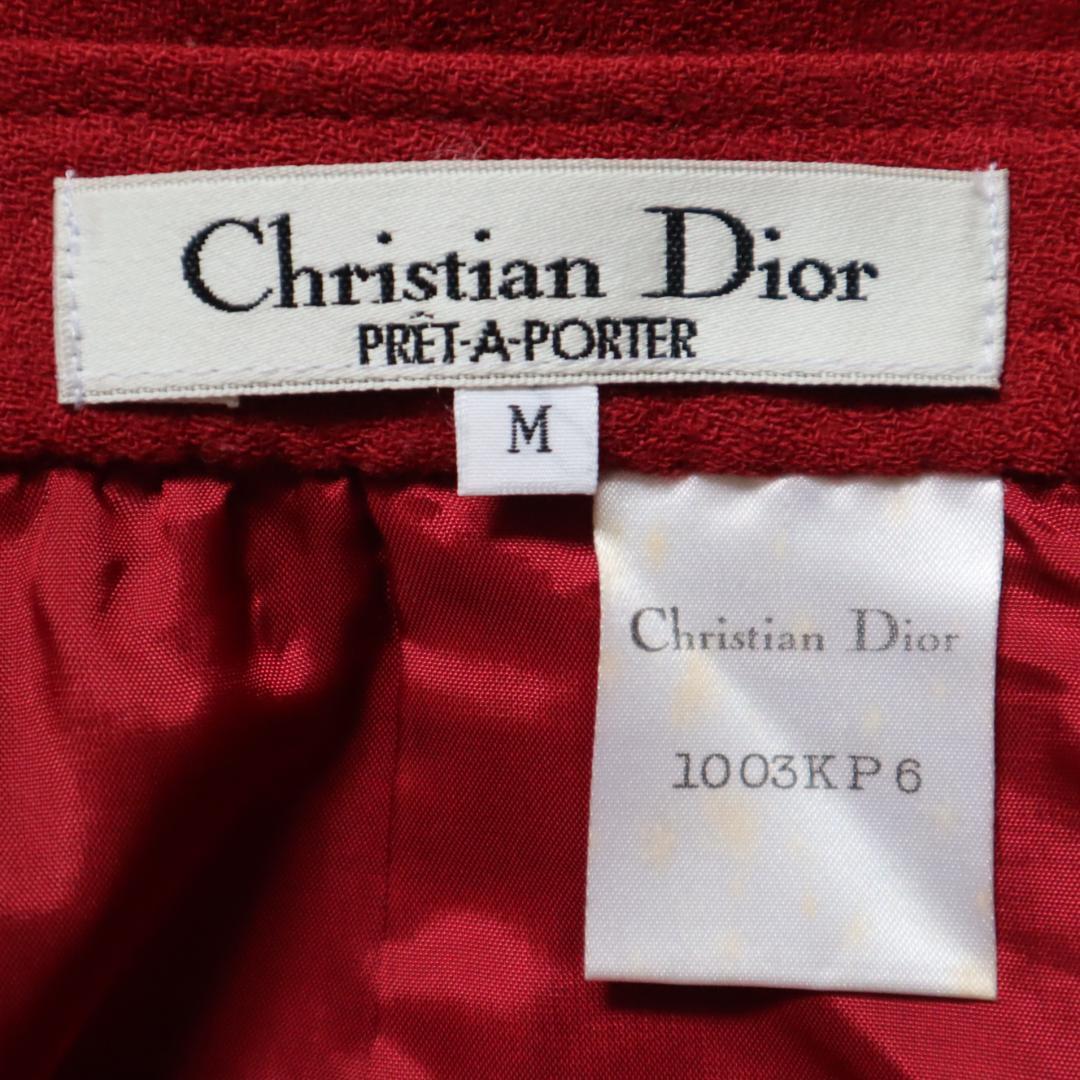 Christian Dior
PRÊT-A-PORTER
M
Christian Dior
1003KP6